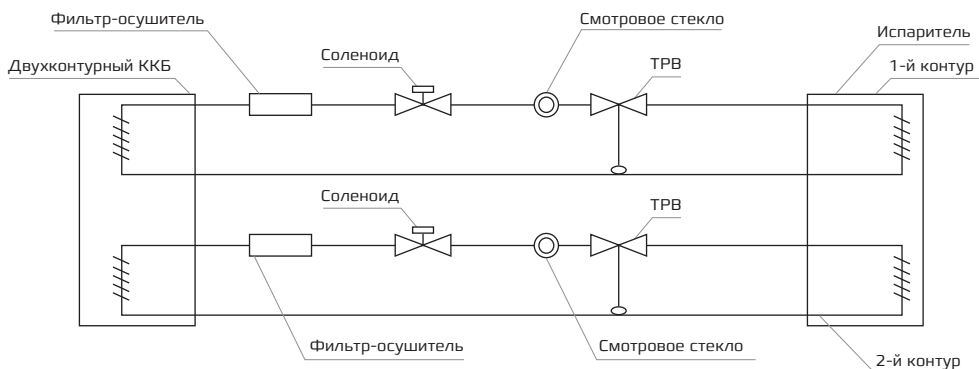 Фильтр-осушитель
Смотровое стекло
Испаритель
Соленоид
Двухконтурный ККБ
ТРВ
1-й контур
Соленоид
ТРВ
Фильтр-осушитель
Смотровое стекло
2-й контур